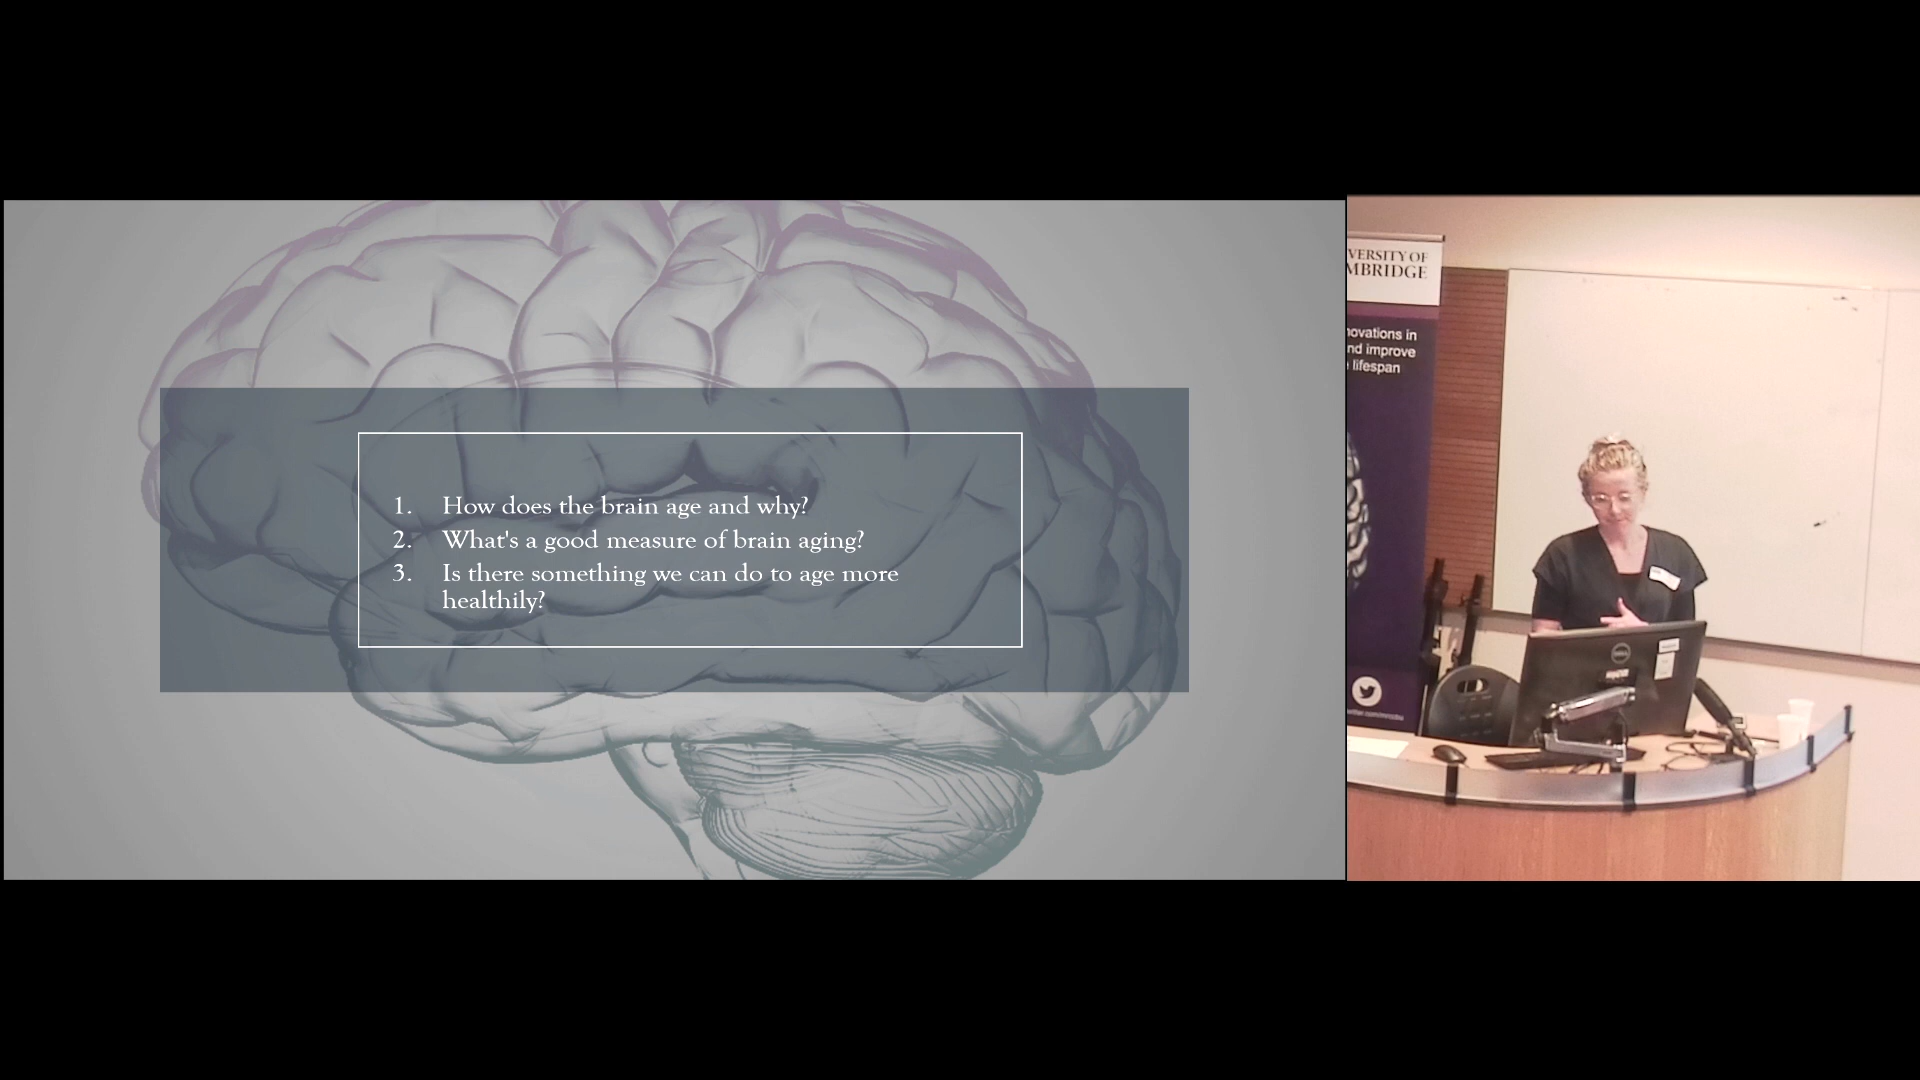 1. How does the brain age and why?
2. What's a good measure of brain aging?
3. Is there something we can do to age more
healthily?
VERSITY OF
MBRIDGE
novations in
nd improve
lifespan
DELL